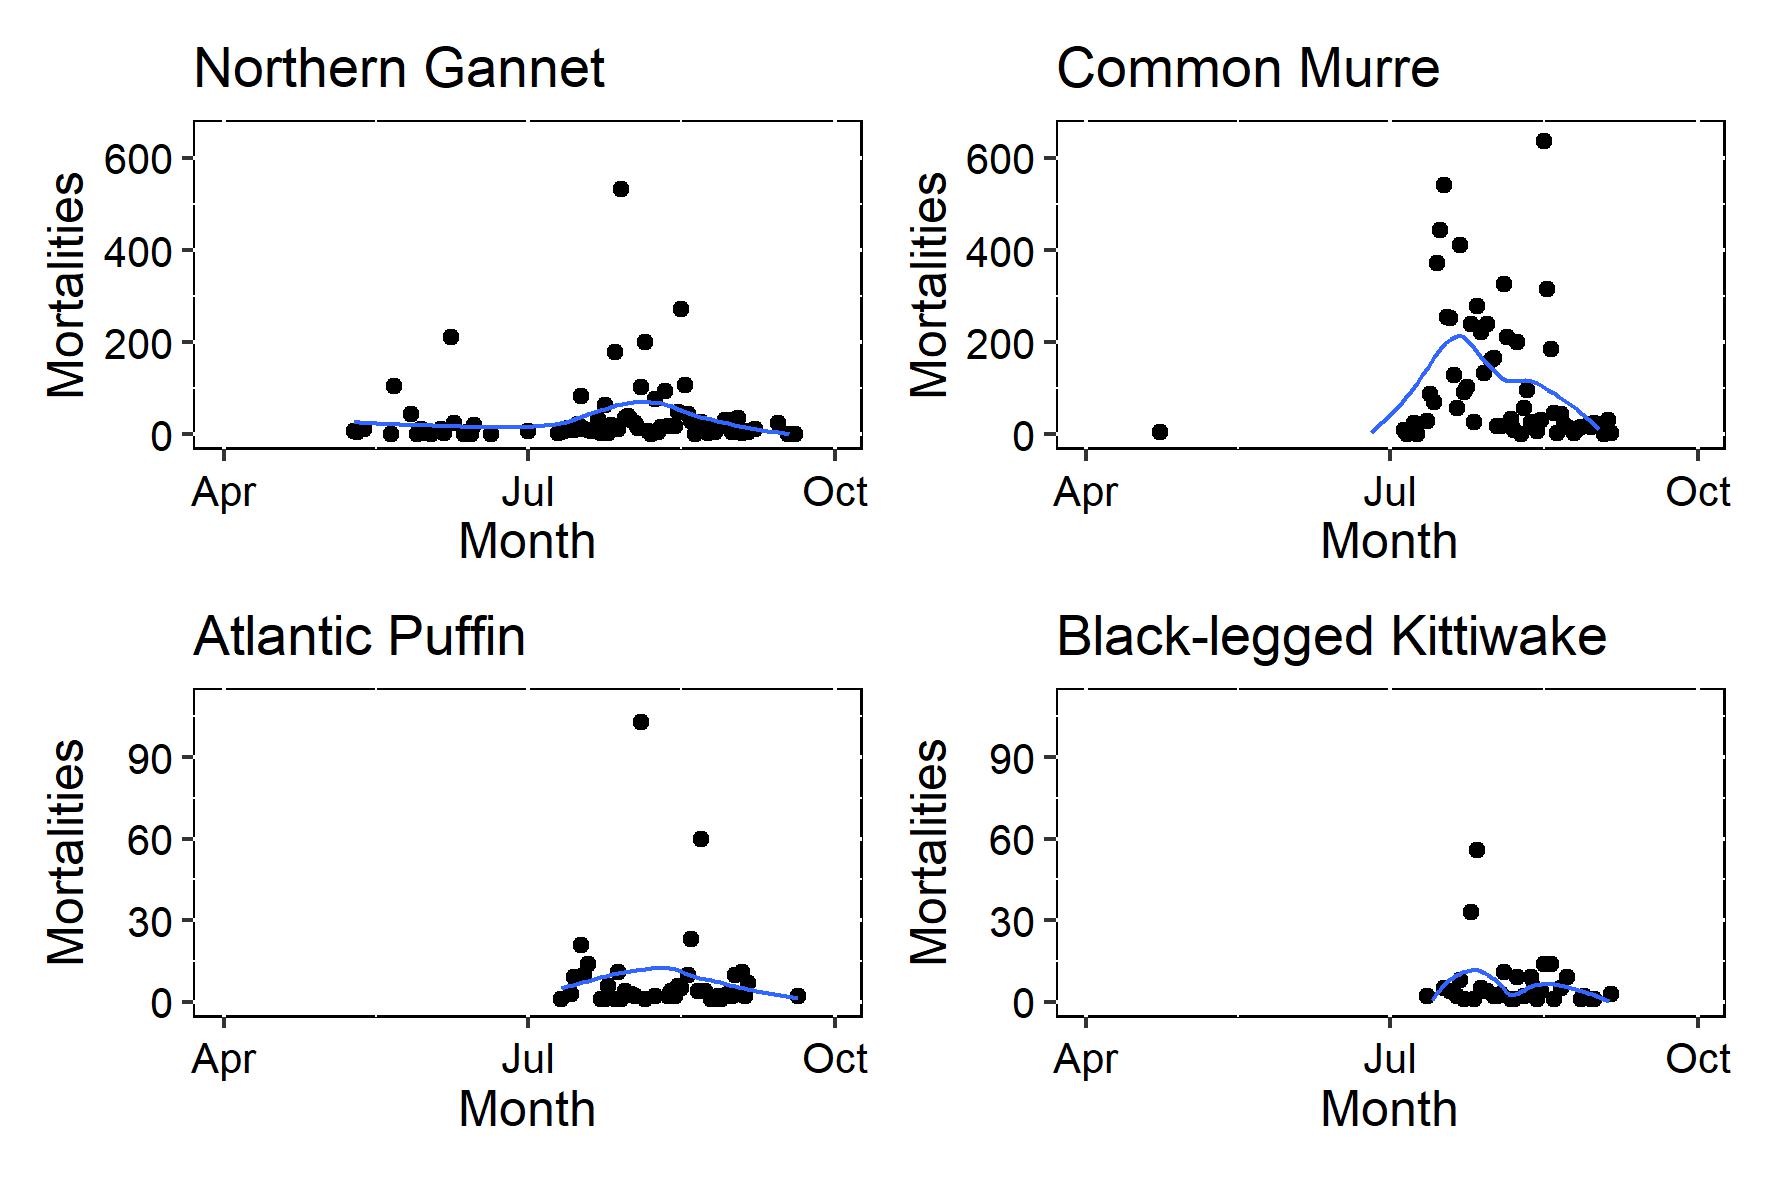 Northern Gannet
Mortalities
600
400
200
0
Apr Jul Oct
Month
Common Murre
Mortalities
600
400
200
0
Apr Jul Oct
Month
Atlantic Puffin
Mortalities
90
60
30
0
Apr Jul Oct
Month
Black-legged Kittiwake
Mortalities
90
60
30
0
Apr Jul Oct
Month